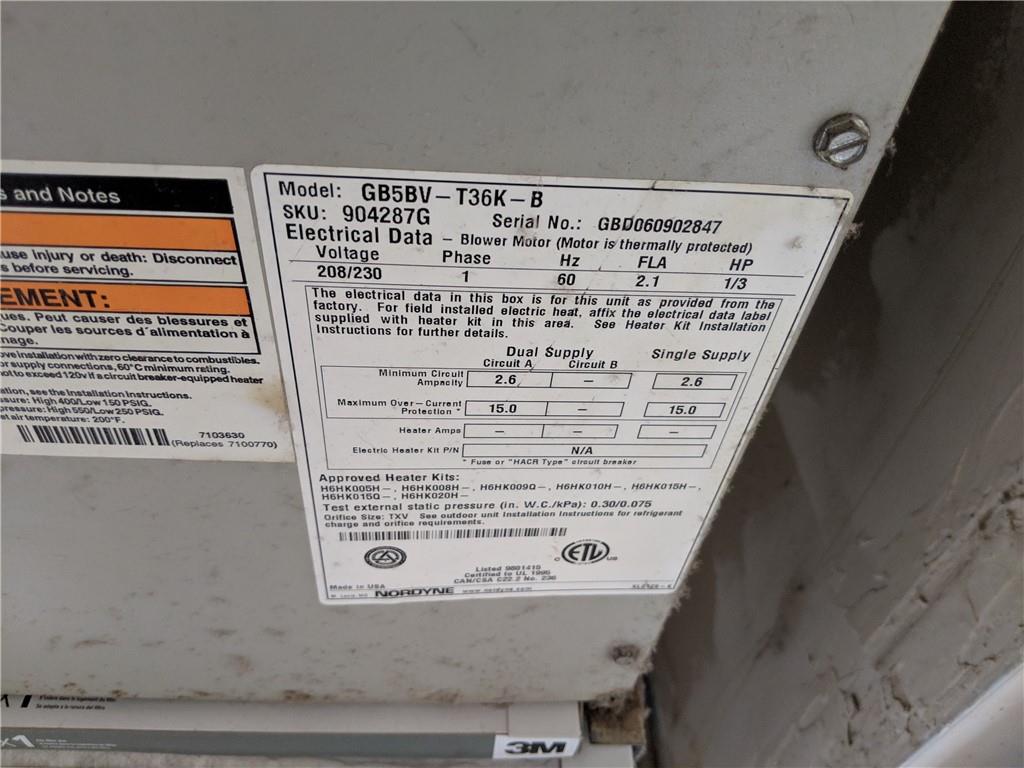 s and Notes
use injury or death: Disconnect
s before servicing.
EMENT:
ues. Peut causer des blessures et
Couper les sources d'alimentation à
nage.
ove installation with zero clearance to combustibles.
or supply connections, 60°C minimum rating.
not to exceed 120v if a circuit breaker-equipped heater
ation, see the installation instructions.
ssure: High 400/Low 150 PSIG.
pressure: High 550/Low 250 PSIG.
et air temperature: 200°F.
7103630
(Replaces 7100770)
Model: GB5BV-T36K-B
SKU: 904287G Serial No.: GBD060902847
Electrical Data - Blower Motor (Motor is thermally protected)
Voltage Phase Hz FLA HP
208/230 1 60 2.1 1/3
The electrical data in this box is for this unit as provided from the
factory. For field installed electric heat, affix the electrical data label
supplied with heater kit in this area. See Heater Kit Installation
Instructions for further details.
Dual Supply Single Supply
Circuit A Circuit B
Minimum Circuit
Ampacity 2.6 - 2.6
Maximum Over-Current
Protection * 15.0 - 15.0
Heater Amps - - -
Electric Heater Kit P/N N/A
* Fuse or "HACR Type" circuit breaker
Approved Heater Kits:
H6HK005H-, H6HK008H-, H6HK009Q-, H6HK010H-, H6HK015H-,
H6HK015Q-, H6HK020H-
Test external static pressure (in. W.C./kPa): 0.30/0.075
Orifice Size: TXV See outdoor unit Installation Instructions for refrigerant
charge and orifice requirements.
C ETL US
Listed 9801415
Certified to UL 1995
CAN/CSA C22.2 No. 236
Made in USA
NORDYNE www.nordyne.com
3M